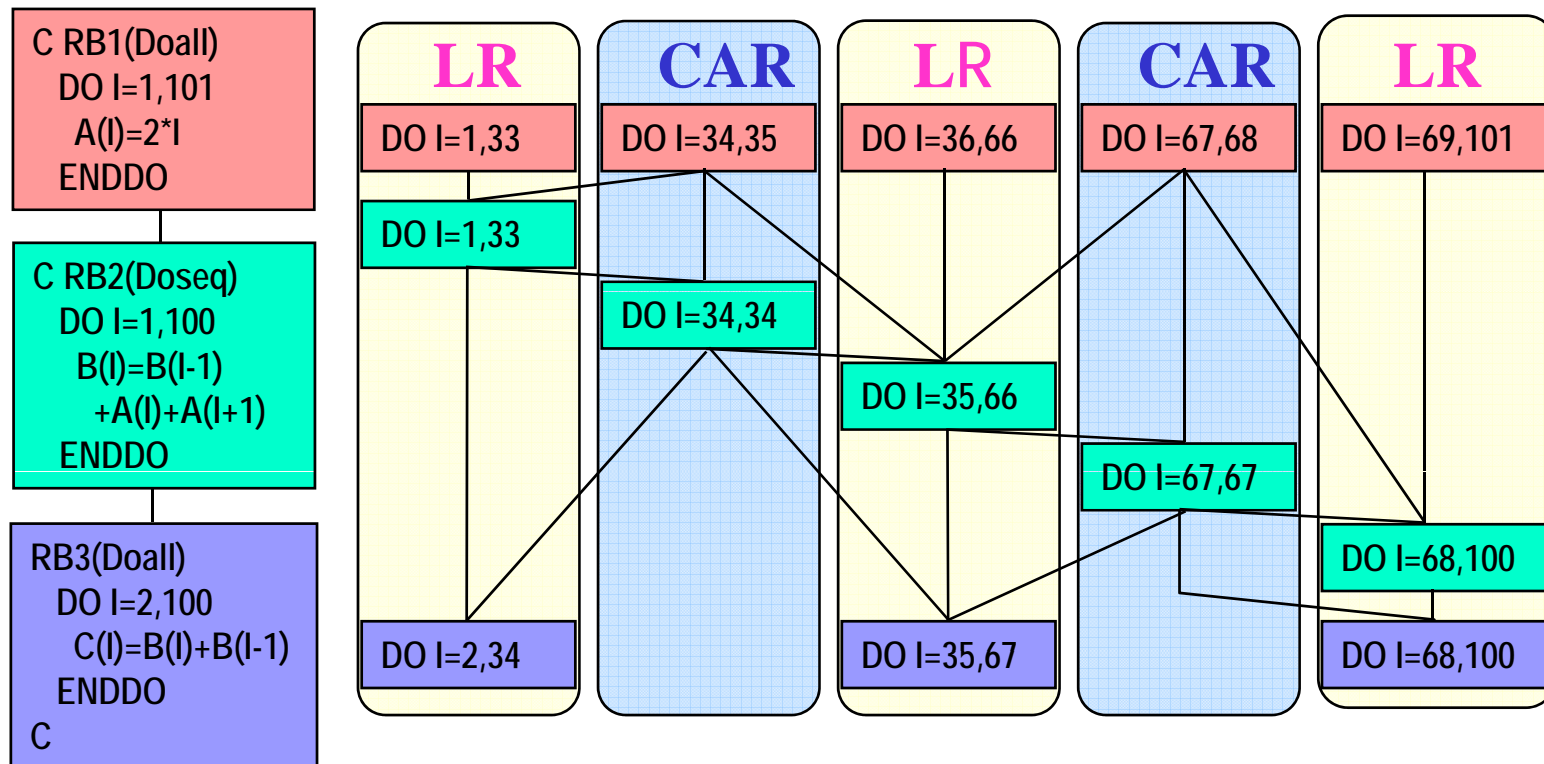 C RB1(Doall)
DO I=1,101
A(I)=2*I
ENDDO
C RB2(Doseq)
DO I=1,100
B(I)=B(I-1)
+A(I)+A(I+1)
ENDDO
RB3(Doall)
DO I=2,100
C(I)=B(I)+B(I-1)
ENDDO
C
LR
DO I=1,33
DO I=1,33
DO I=2,34
CAR
DO I=34,35
DO I=34,34
LR
DO I=36,66
DO I=35,66
DO I=35,67
CAR
DO I=67,68
DO I=67,67
LR
DO I=69,101
DO I=68,100
DO I=68,100